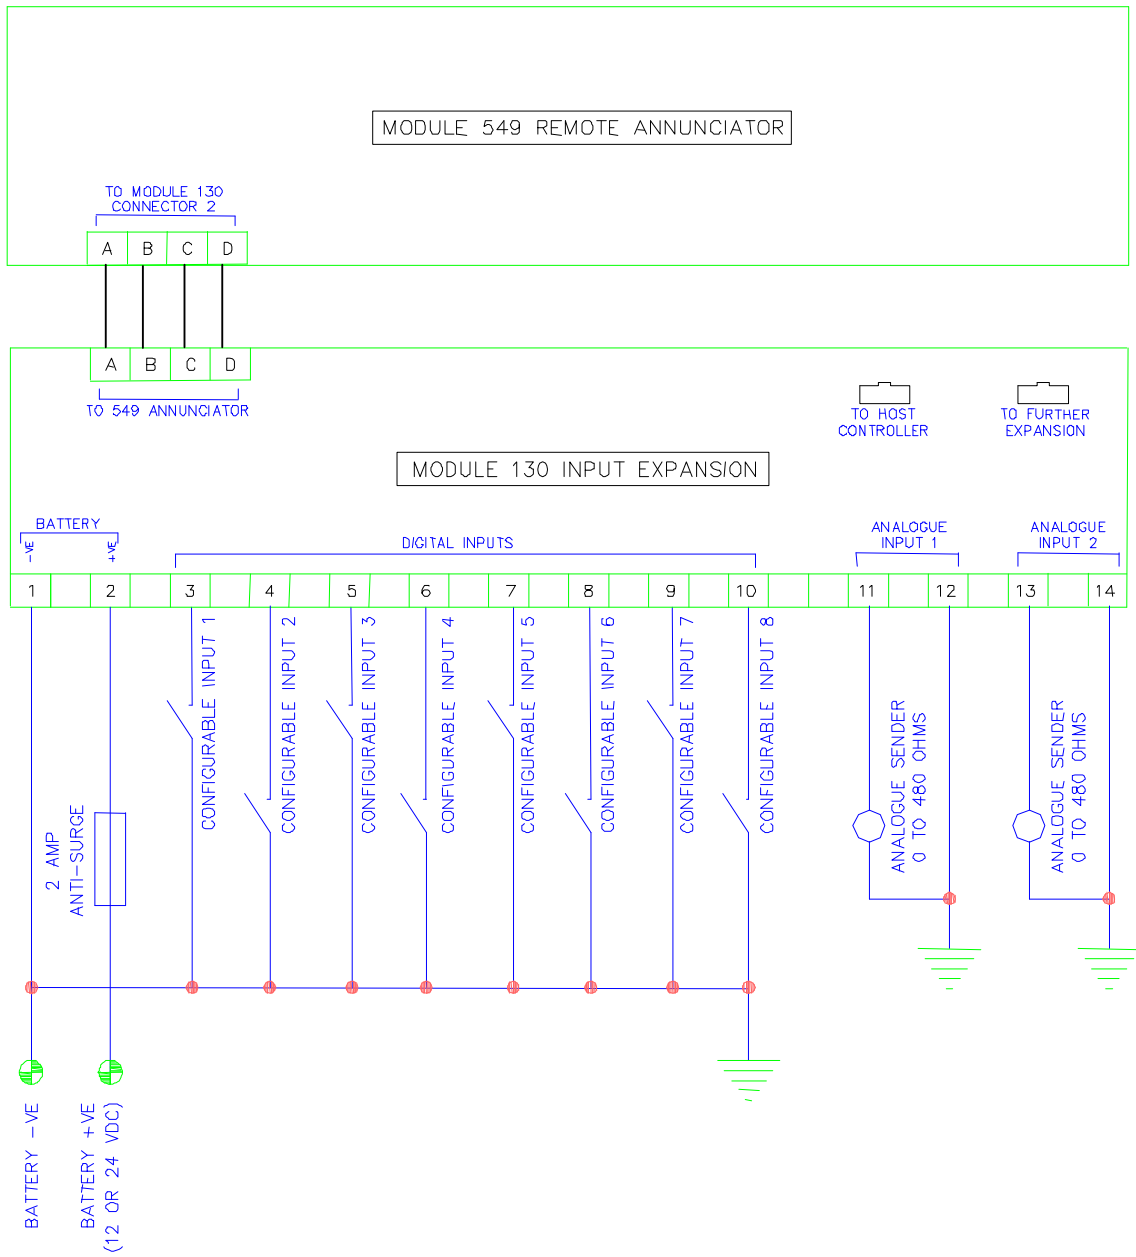 MODULE 549 REMOTE ANNUNCIATOR
TO MODULE 130
CONNECTOR 2
A B C D
A B C D
TO 549 ANNUNCIATOR
TO HOST
CONTROLLER
TO FURTHER
EXPANSION
MODULE 130 INPUT EXPANSION
BATTERY
-VE
+VE
DIGITAL INPUTS
ANALOGUE
INPUT 1
ANALOGUE
INPUT 2
1 2 3 4 5 6 7 8 9 10 11 12 13 14
CONFIGURABLE INPUT 1
CONFIGURABLE INPUT 2
CONFIGURABLE INPUT 3
CONFIGURABLE INPUT 4
CONFIGURABLE INPUT 5
CONFIGURABLE INPUT 6
CONFIGURABLE INPUT 7
CONFIGURABLE INPUT 8
ANALOGUE SENDER
0 TO 480 OHMS
ANALOGUE SENDER
0 TO 480 OHMS
2 AMP
ANTI-SURGE
BATTERY -VE
BATTERY +VE
(12 OR 24 VDC)